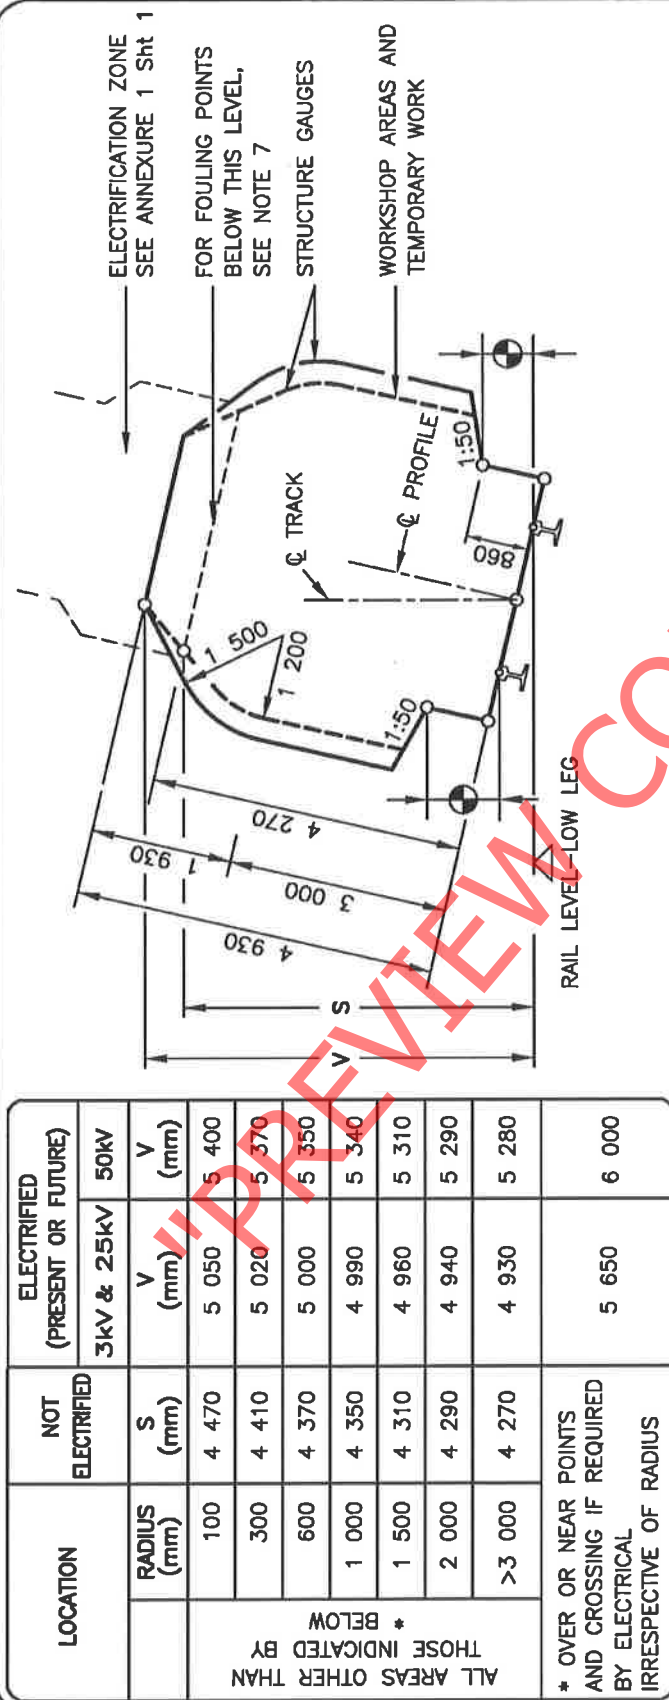 LOCATION
NOT
ELECTRIFIED
ELECTRIFIED
(PRESENT OR FUTURE)
3kV & 25kV
50kV
RADIUS
(mm)
S
(mm)
V
(mm)
V
(mm)
ALL AREAS OTHER THAN
THOSE INDICATED BY
* BELOW
100 4 470 5 050 5 400
300 4 410 5 020 5 370
600 4 370 5 000 5 350
1 000 4 350 4 990 5 340
1 500 4 310 4 960 5 310
2 000 4 290 4 940 5 290
>3 000 4 270 4 930 5 280
* OVER OR NEAR POINTS
AND CROSSING IF REQUIRED
BY ELECTRICAL
IRRESPECTIVE OF RADIUS
5 650
6 000
ELECTRIFICATION ZONE
SEE ANNEXURE 1 Sht 1
FOR FOULING POINTS
BELOW THIS LEVEL,
SEE NOTE 7
STRUCTURE GAUGES
WORKSHOP AREAS AND
TEMPORARY WORK
V
S
4 930
1 930
3 000
4 270
1 500
1 200
℄ TRACK
℄ PROFILE
1:50
1:50
860
RAIL LEVEL-LOW LEG
"PREVIEW CO